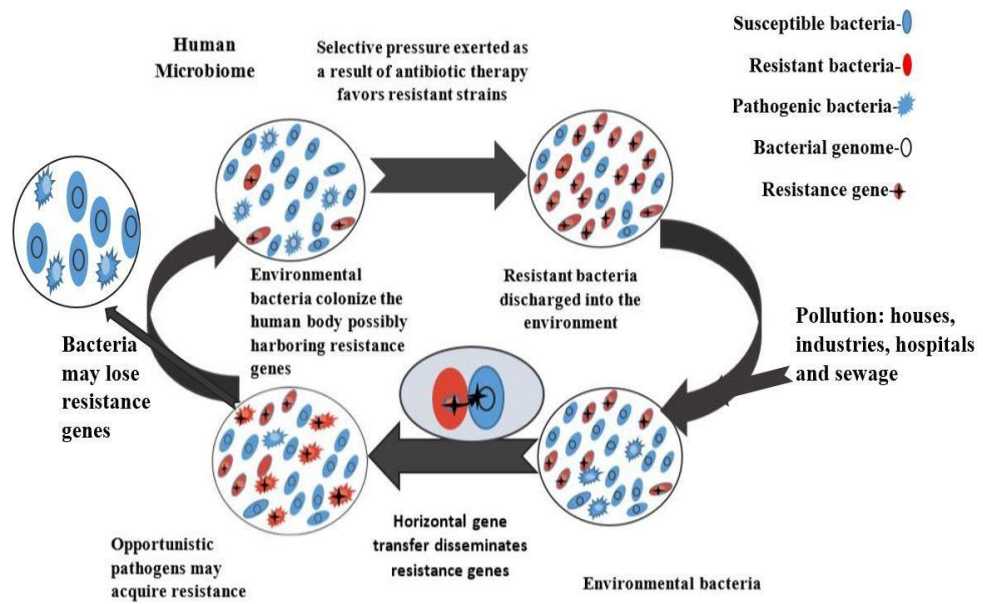 Human
Microbiome
Selective pressure exerted as
a result of antibiotic therapy
favors resistant strains
Susceptible bacteria-
Resistant bacteria-
Pathogenic bacteria-
Bacterial genome-
Resistance gene-
Environmental
bacteria colonize the
human body possibly
harboring resistance
genes
Resistant bacteria
discharged into the
environment
Pollution: houses,
industries, hospitals
and sewage
Bacteria
may lose
resistance
genes
Opportunistic
pathogens may
acquire resistance
Horizontal gene
transfer disseminates
resistance genes
Environmental bacteria